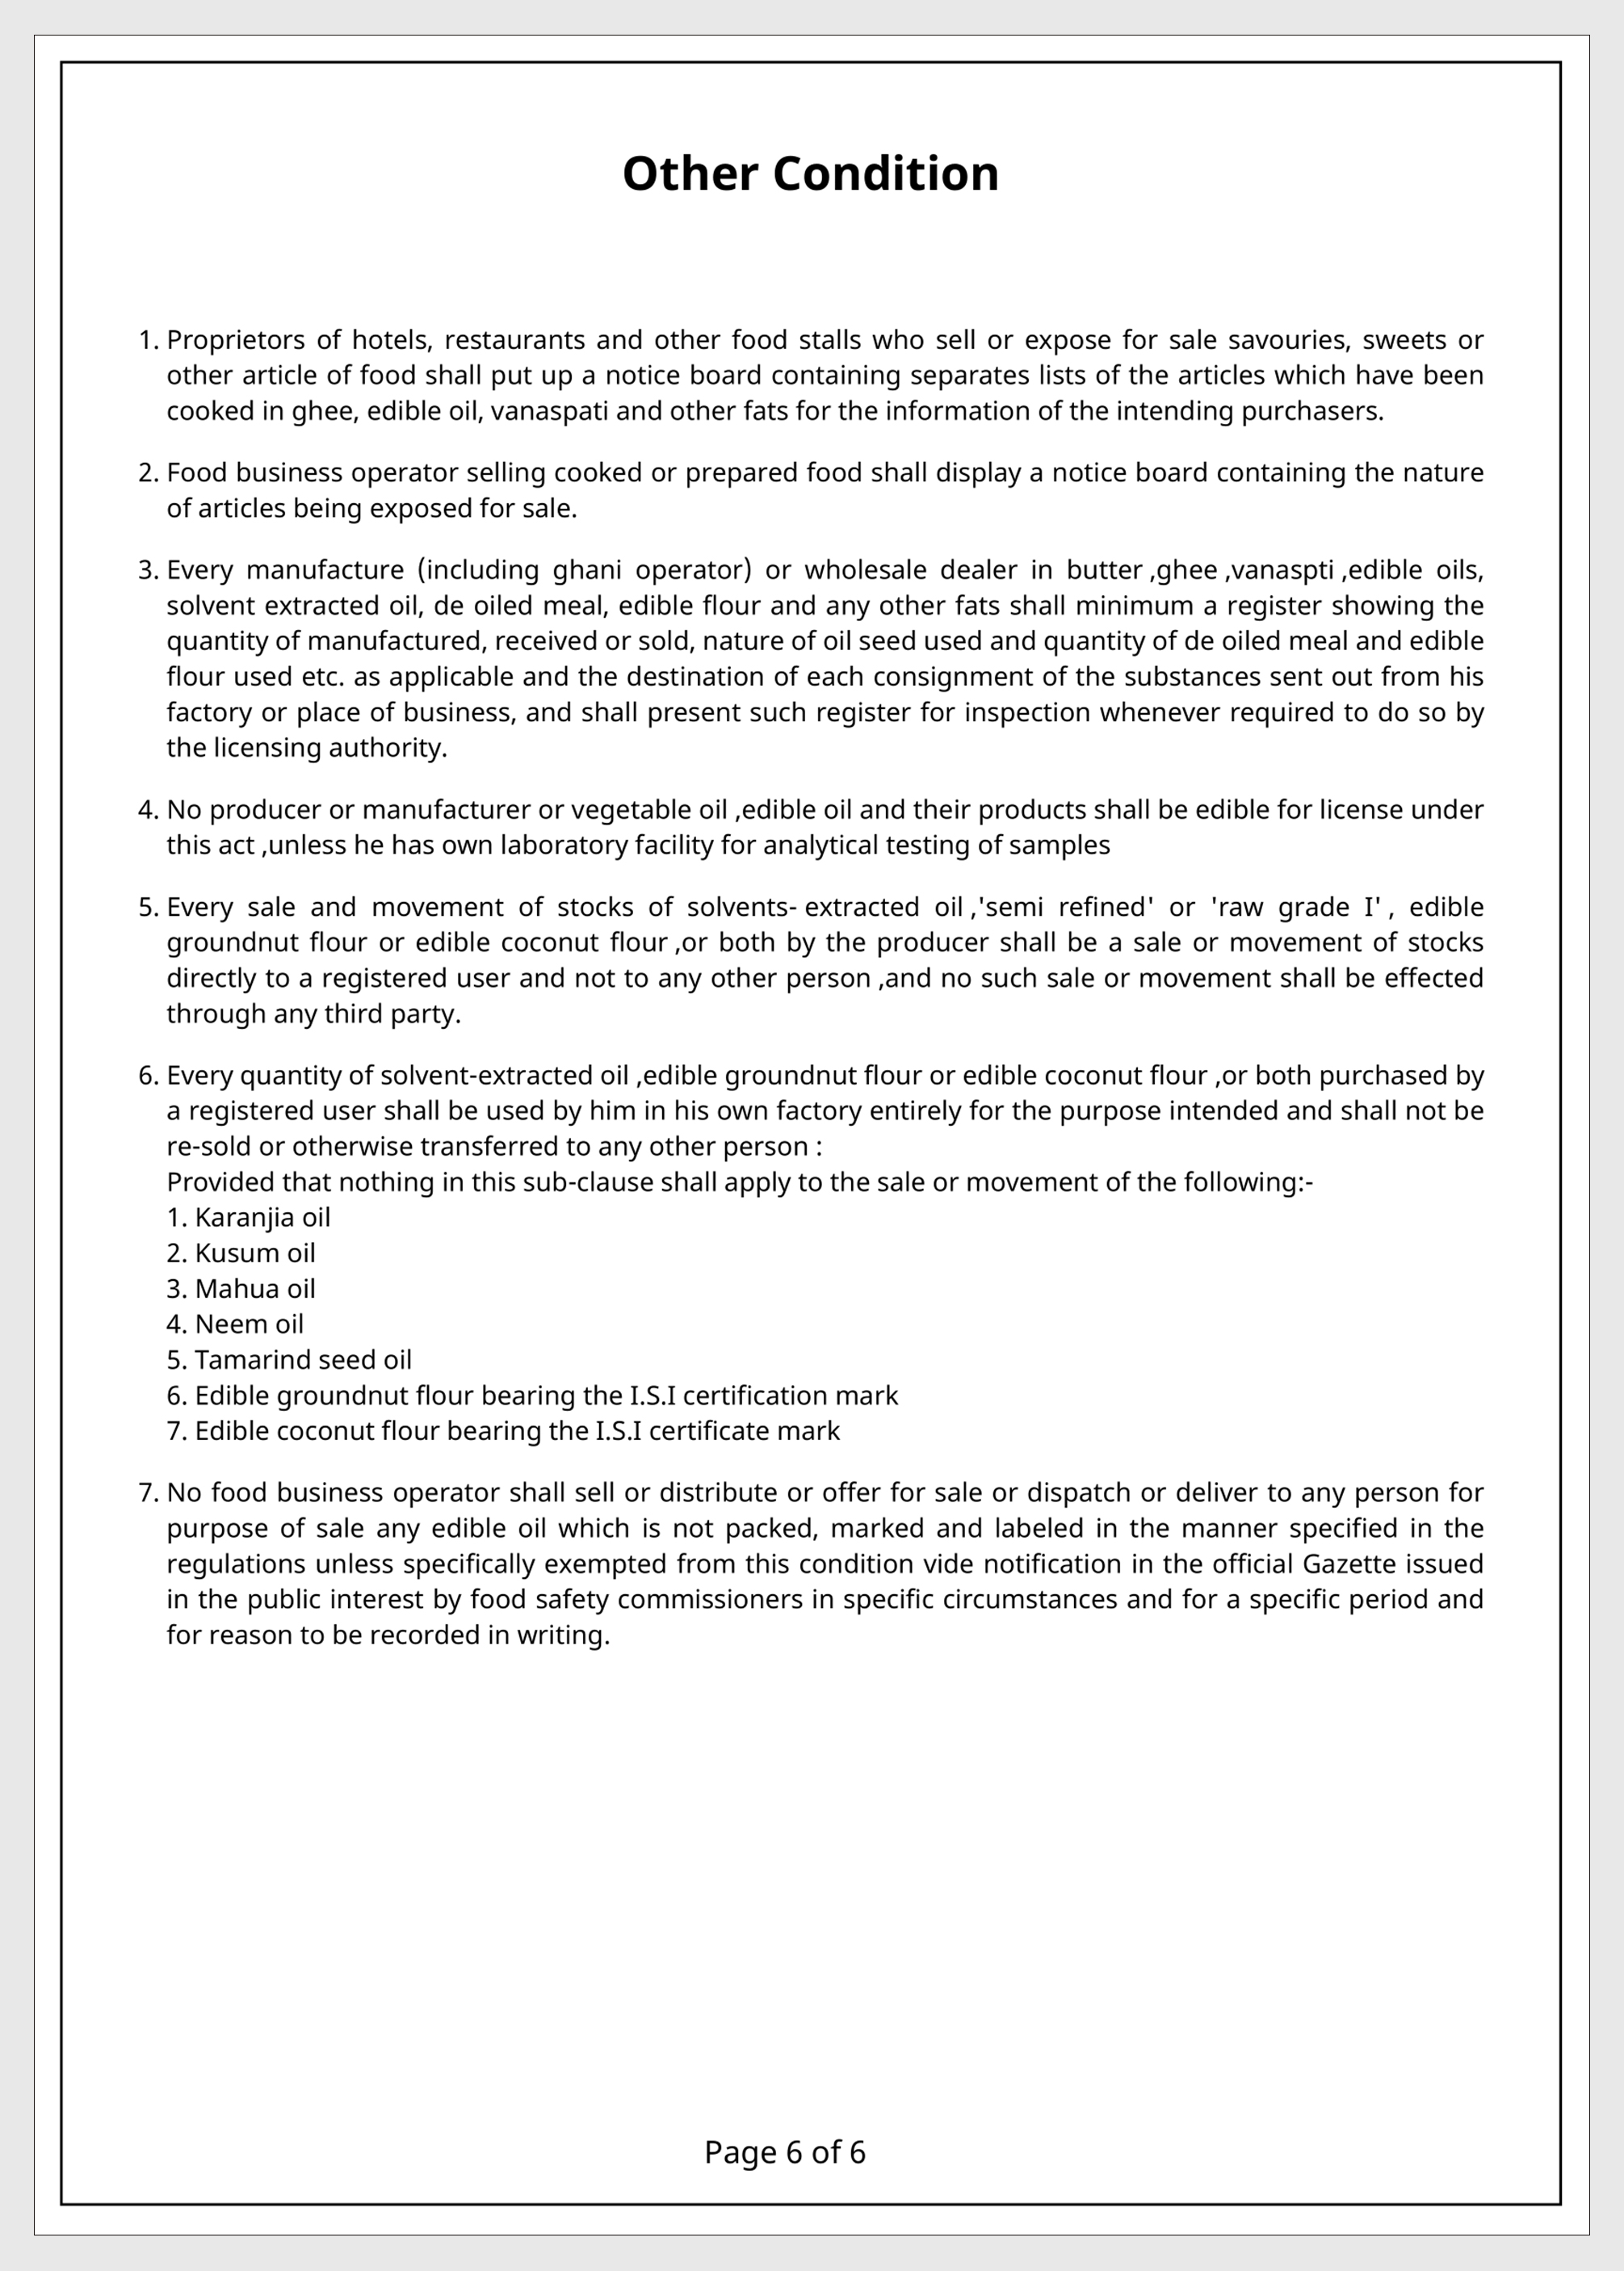 Other Condition
1. Proprietors of hotels, restaurants and other food stalls who sell or expose for sale savouries, sweets or
other article of food shall put up a notice board containing separates lists of the articles which have been
cooked in ghee, edible oil, vanaspati and other fats for the information of the intending purchasers.
2. Food business operator selling cooked or prepared food shall display a notice board containing the nature
of articles being exposed for sale.
3. Every manufacture (including ghani operator) or wholesale dealer in butter ,ghee ,vanaspti ,edible oils,
solvent extracted oil, de oiled meal, edible flour and any other fats shall minimum a register showing the
quantity of manufactured, received or sold, nature of oil seed used and quantity of de oiled meal and edible
flour used etc. as applicable and the destination of each consignment of the substances sent out from his
factory or place of business, and shall present such register for inspection whenever required to do so by
the licensing authority.
4. No producer or manufacturer or vegetable oil ,edible oil and their products shall be edible for license under
this act ,unless he has own laboratory facility for analytical testing of samples
5. Every sale and movement of stocks of solvents- extracted oil ,'semi refined' or 'raw grade I' , edible
groundnut flour or edible coconut flour ,or both by the producer shall be a sale or movement of stocks
directly to a registered user and not to any other person ,and no such sale or movement shall be effected
through any third party.
6. Every quantity of solvent-extracted oil ,edible groundnut flour or edible coconut flour ,or both purchased by
a registered user shall be used by him in his own factory entirely for the purpose intended and shall not be
re-sold or otherwise transferred to any other person :
Provided that nothing in this sub-clause shall apply to the sale or movement of the following:-
1. Karanjia oil
2. Kusum oil
3. Mahua oil
4. Neem oil
5. Tamarind seed oil
6. Edible groundnut flour bearing the I.S.I certification mark
7. Edible coconut flour bearing the I.S.I certificate mark
7. No food business operator shall sell or distribute or offer for sale or dispatch or deliver to any person for
purpose of sale any edible oil which is not packed, marked and labeled in the manner specified in the
regulations unless specifically exempted from this condition vide notification in the official Gazette issued
in the public interest by food safety commissioners in specific circumstances and for a specific period and
for reason to be recorded in writing.
Page 6 of 6